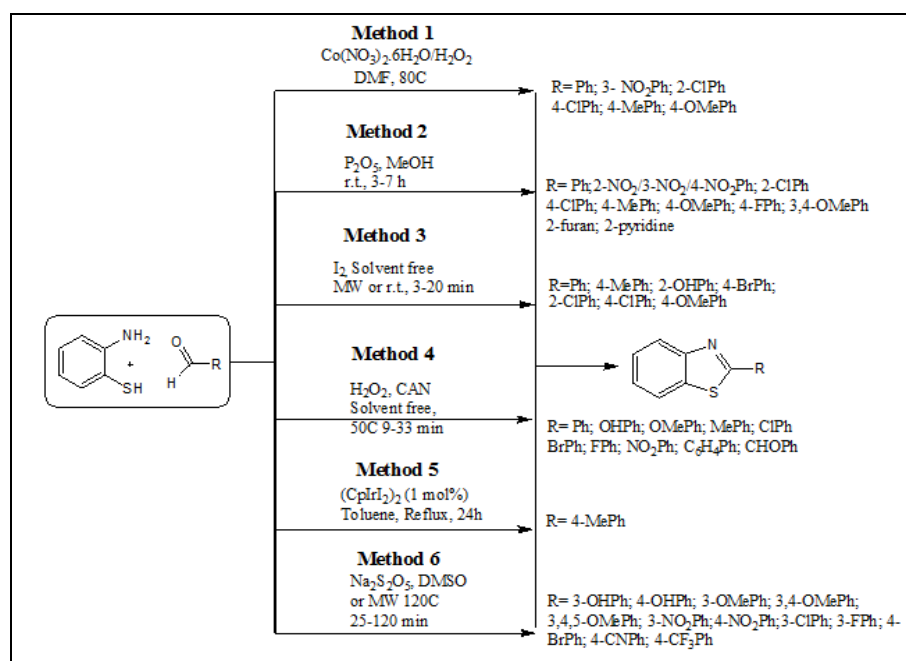 Method 1
Co(NO3)2.6H2O/H2O2
DMF, 80C
R= Ph; 3- NO2Ph; 2-ClPh
4-ClPh; 4-MePh; 4-OMePh
Method 2
P2O5, MeOH
r.t., 3-7 h
R= Ph;2-NO2/3-NO2/4-NO2Ph; 2-ClPh
4-ClPh; 4-MePh; 4-OMePh; 4-FPh; 3,4-OMePh
2-furan; 2-pyridine
Method 3
I2, Solvent free
MW or r.t., 3-20 min
R=Ph; 4-MePh; 2-OHPh; 4-BrPh;
2-ClPh; 4-ClPh; 4-OMePh
NH2
SH
+
O
H
R
Method 4
H2O2, CAN
Solvent free,
50C 9-33 min
N
S
R
R= Ph; OHPh; OMePh; MePh; ClPh
BrPh; FPh; NO2Ph; C6H4Ph; CHOPh
Method 5
(CpIrI2)2 (1 mol%)
Toluene, Reflux, 24h
R= 4-MePh
Method 6
Na2S2O5, DMSO
or MW 120C
25-120 min
R= 3-OHPh; 4-OHPh; 3-OMePh; 3,4-OMePh;
3,4,5-OMePh; 3-NO2Ph;4-NO2Ph;3-ClPh; 3-FPh; 4-
BrPh; 4-CNPh; 4-CF3Ph